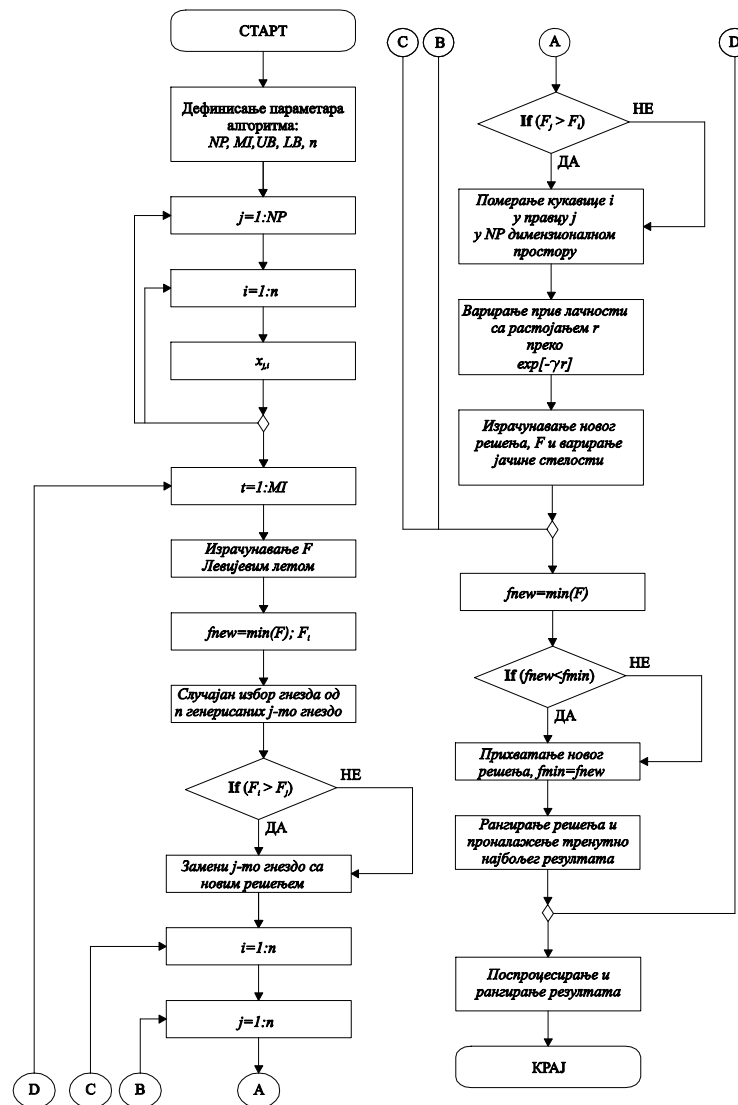 СТАРТ
Дефинисање параметара
алгоритма:
NP, MI,UB, LB, n
j=1:NP
i=1:n
x_j,i
t=1:MI
Израчунавање F
Левијевим летом
fnew=min(F); F_i
Случајан избор гнезда од
n генерисаних j-то гнездо
If (F_i > F_j)
НЕ
ДА
Замени j-то гнездо са
новим решењем
i=1:n
j=1:n
D
C
B
A
C
B
A
D
If (F_j > F_i)
НЕ
ДА
Померање кукавице i
у правцу j
у NP димензионалном
простору
Варирање прив лачности
са растојањем r
преко
exp[-γr]
Израчунавање новог
решења, F и варирање
јачине стелости
fnew=min(F)
If (fnew<fmin)
НЕ
ДА
Прихватање новог
решења, fmin=fnew
Рангирање решења и
проналажење тренутно
најбољег резултата
Поспроцесирање и
рангирање резултата
КРАЈ